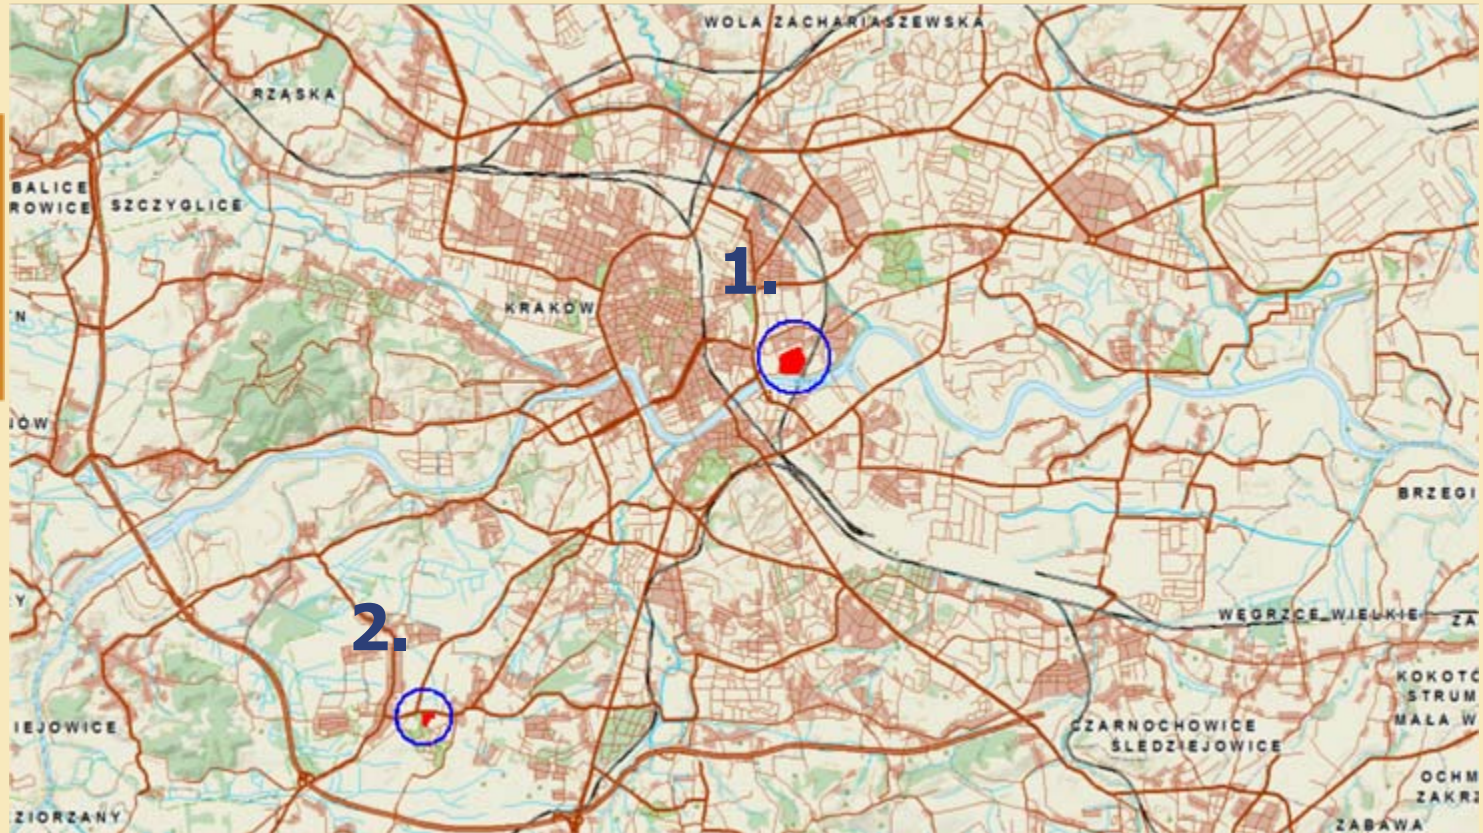 WOLA ZACHARIASZEWSKA
RZĄSKA
BALICE
ROWICE
SZCZYGLICE
1.
N
KRAKÓW
ÓW
BRZEGI
Y
2.
WĘGRZCE WIELKIE
ZA
KOKOTÓ
STRUM
MAŁA W
IEJOWICE
CZARNOCHOWICE
ŚLEDZIEJOWICE
OCHM
ZAKRZ
ZIORZANY
ZABAWA